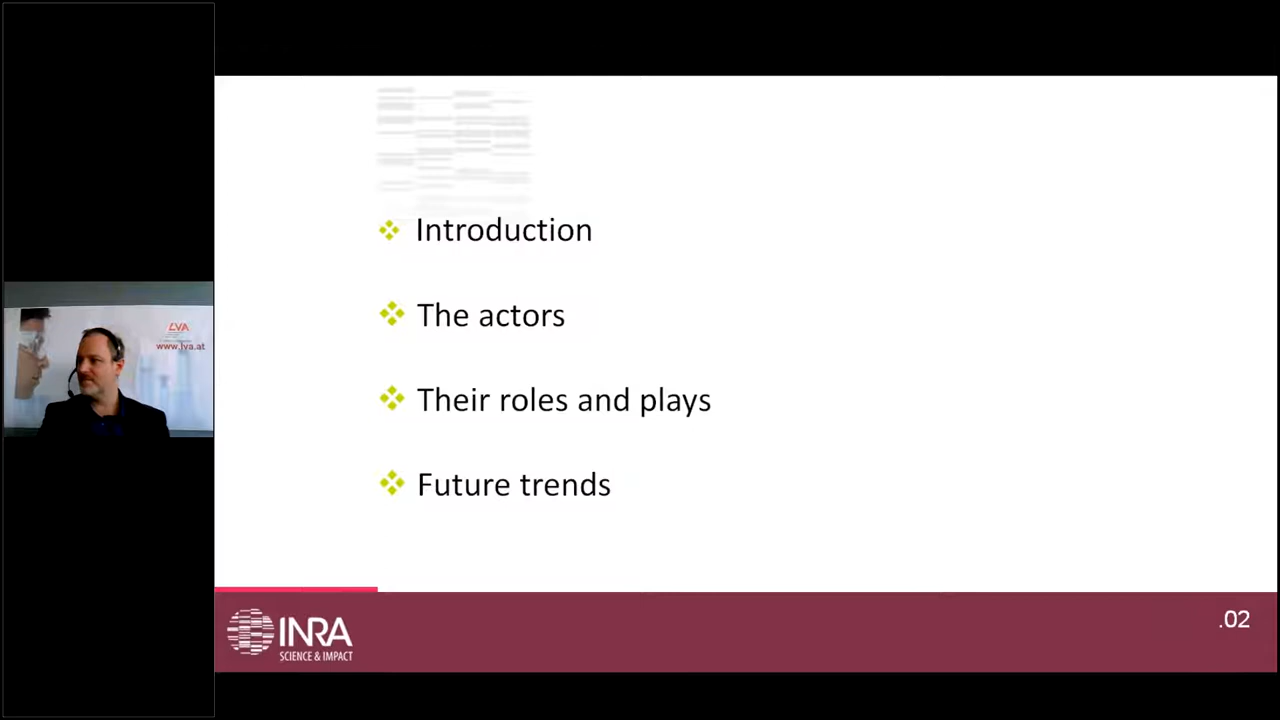 LVA
www.lva.at
Introduction
The actors
Their roles and plays
Future trends
INRA
SCIENCE & IMPACT
.02